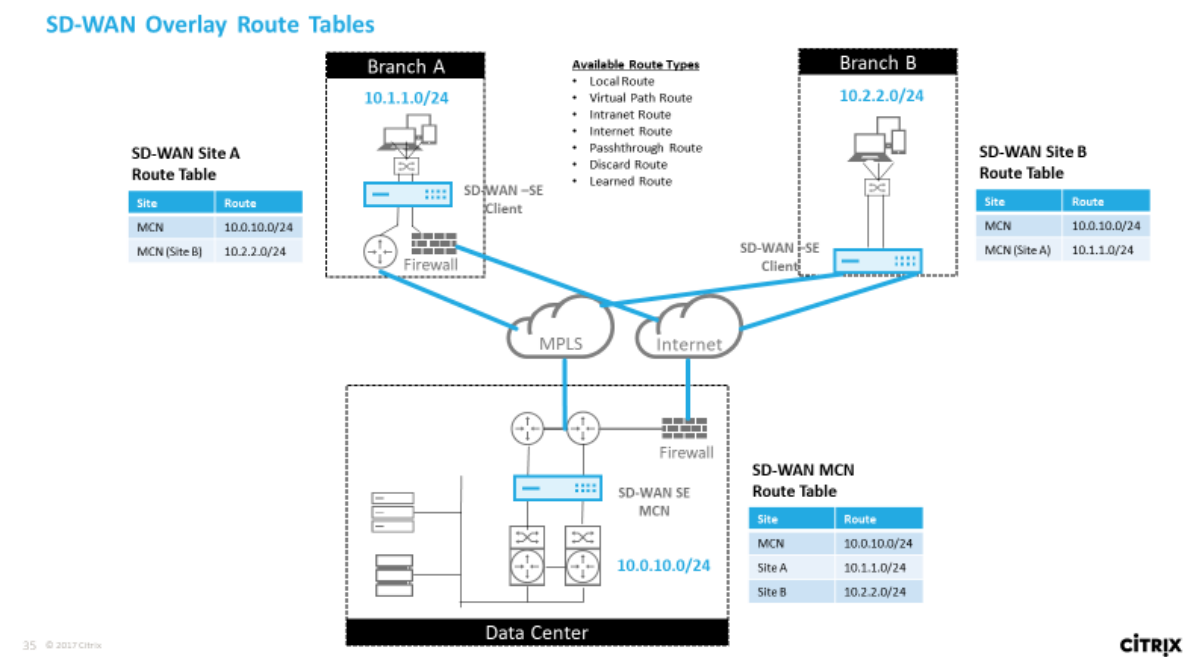 SD-WAN Overlay Route Tables
Branch A
10.1.1.0/24
Available Route Types
• Local Route
• Virtual Path Route
• Intranet Route
• Internet Route
• Passhthrough Route
• Discard Route
• Learned Route
Branch B
10.2.2.0/24
SD-WAN Site A
Route Table
Site Route
MCN 10.0.10.0/24
MCN (Site B) 10.2.2.0/24
SD-WAN –SE
Client
Firewall
SD-WAN –SE
Client
SD-WAN Site B
Route Table
Site Route
MCN 10.0.10.0/24
MCN (Site A) 10.1.1.0/24
MPLS
Internet
Firewall
SD-WAN SE
MCN
10.0.10.0/24
Data Center
SD-WAN MCN
Route Table
Site Route
MCN 10.0.10.0/24
Site A 10.1.1.0/24
Site B 10.2.2.0/24
35 © 2017 Citrix
CITRIX